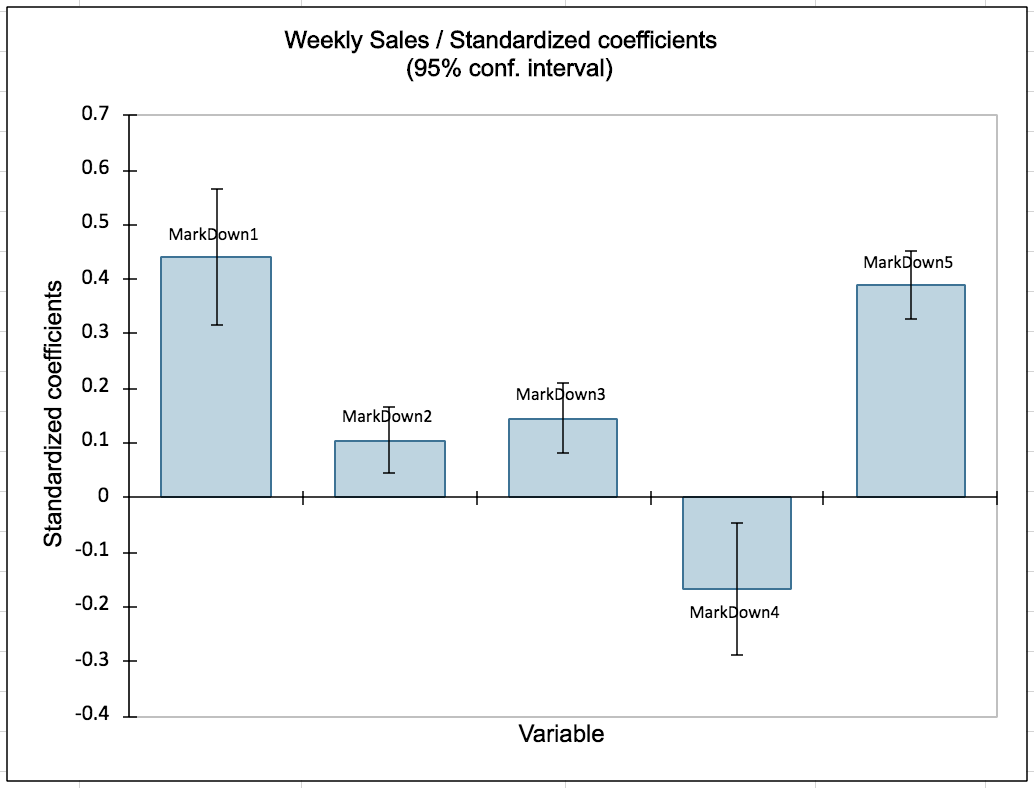 Weekly Sales / Standardized coefficients
(95% conf. interval)
0.7
0.6
0.5
0.4
0.3
0.2
0.1
0
-0.1
-0.2
-0.3
-0.4
Standardized coefficients
MarkDown1
MarkDown2
MarkDown3
MarkDown4
MarkDown5
Variable